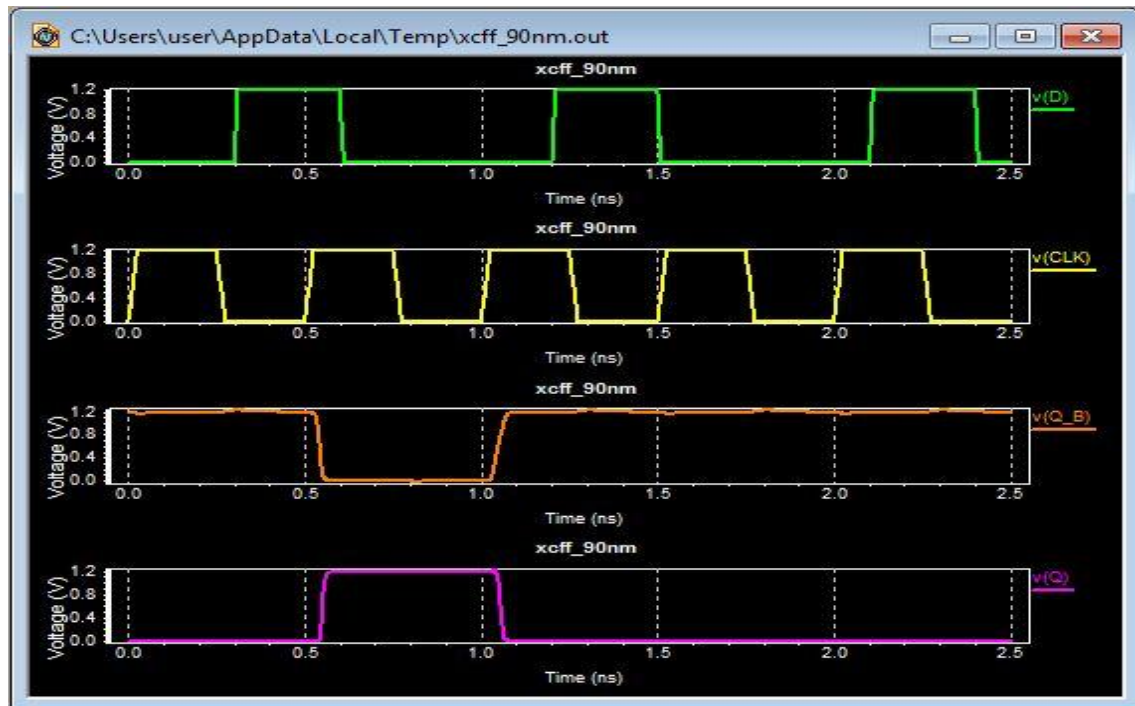 C:\Users\user\AppData\Local\Temp\xcff_90nm.out
xcff_90nm
Voltage (V)
1.2
0.8
0.4
0.0
v(D)
0.0 0.5 1.0 1.5 2.0 2.5
Time (ns)
xcff_90nm
Voltage (V)
1.2
0.8
0.4
0.0
v(CLK)
0.0 0.5 1.0 1.5 2.0 2.5
Time (ns)
xcff_90nm
Voltage (V)
1.2
0.8
0.4
0.0
v(Q_B)
0.0 0.5 1.0 1.5 2.0 2.5
Time (ns)
xcff_90nm
Voltage (V)
1.2
0.8
0.4
0.0
v(Q)
0.0 0.5 1.0 1.5 2.0 2.5
Time (ns)